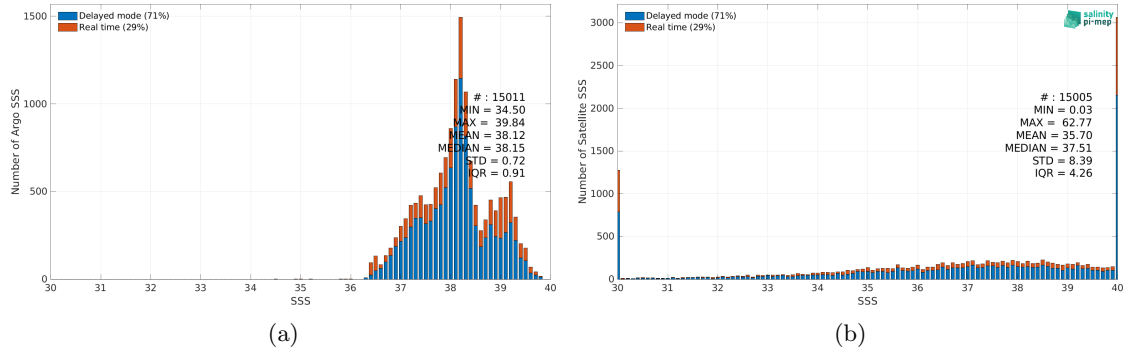 Delayed mode (71%)
Real time (29%)
1500
1000
500
0
Number of Argo SSS
# : 15011
MIN = 34.50
MAX = 39.84
MEAN = 38.12
MEDIAN = 38.15
STD = 0.72
IQR = 0.91
30 31 32 33 34 35 36 37 38 39 40
SSS
(a)
Delayed mode (71%)
Real time (29%)
salinity
pi-mep
3000
2500
2000
1500
1000
500
0
Number of Satellite SSS
# : 15005
MIN = 0.03
MAX = 62.77
MEAN = 35.70
MEDIAN = 37.51
STD = 8.39
IQR = 4.26
30 31 32 33 34 35 36 37 38 39 40
SSS
(b)